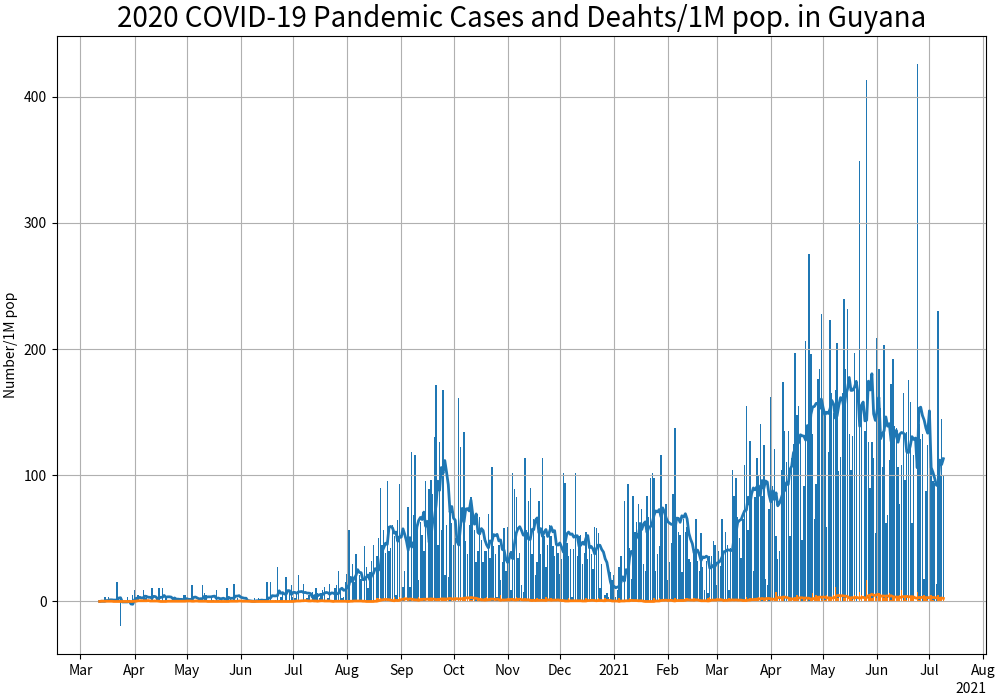 2020 COVID-19 Pandemic Cases and Deahts/1M pop. in Guyana
Number/1M pop
400
300
200
100
0
Mar Apr May Jun Jul Aug Sep Oct Nov Dec 2021 Feb Mar Apr May Jun Jul Aug
2021